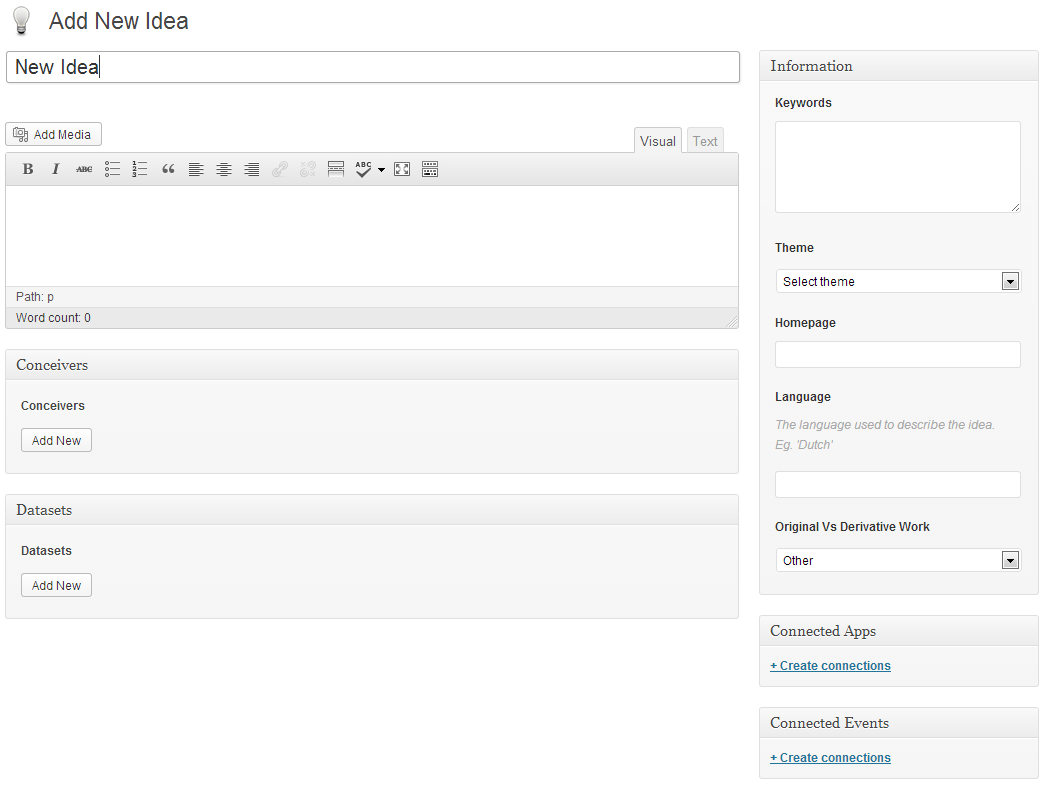 Add New Idea
New Idea
Add Media
Visual
Text
B I ABC ABC
Path: p
Word count: 0
Conceivers
Conceivers
Add New
Datasets
Datasets
Add New
Information
Keywords
Theme
Select theme
Homepage
Language
The language used to describe the idea.
Eg. 'Dutch'
Original Vs Derivative Work
Other
Connected Apps
+ Create connections
Connected Events
+ Create connections